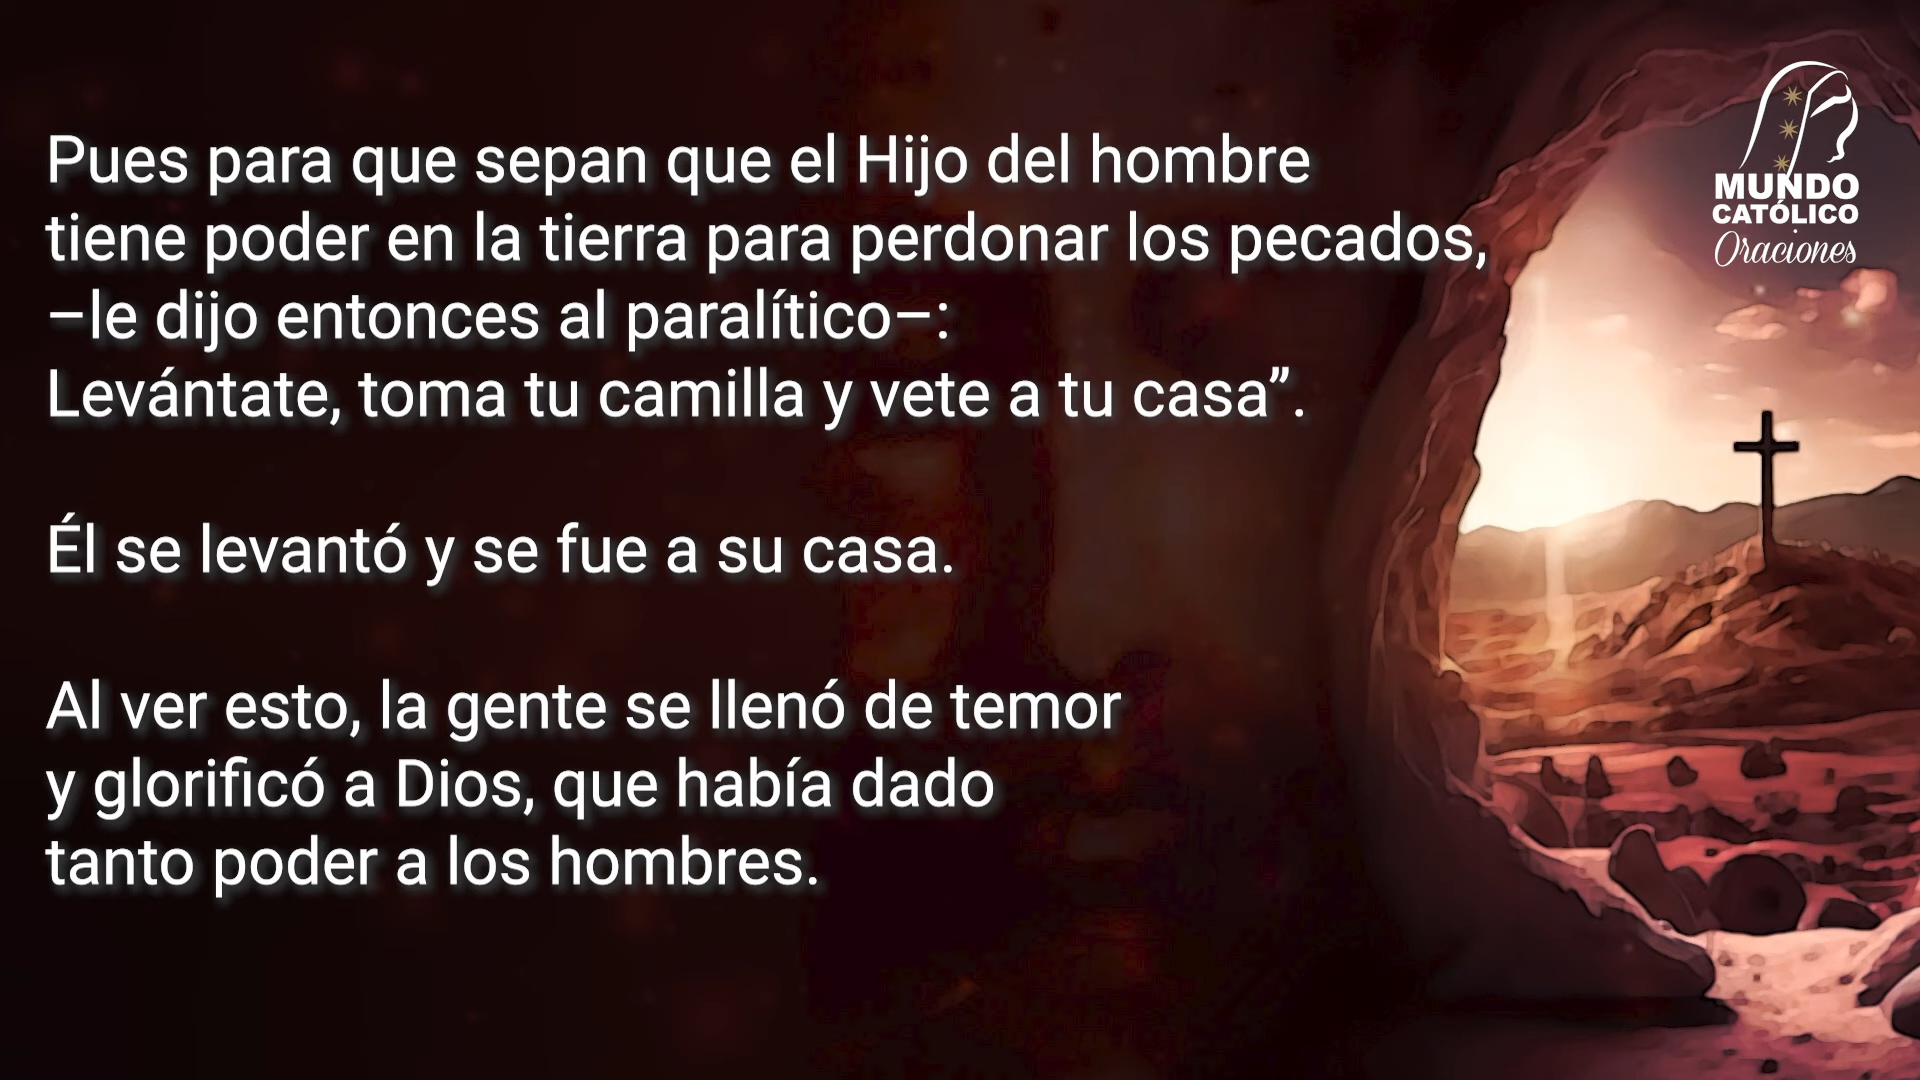 Pues para que sepan que el Hijo del hombre
tiene poder en la tierra para perdonar los pecados,
–le dijo entonces al paralítico–:
Levántate, toma tu camilla y vete a tu casa”.
Él se levantó y se fue a su casa.
Al ver esto, la gente se llenó de temor
y glorificó a Dios, que había dado
tanto poder a los hombres.
MUNDO
CATÓLICO
Oraciones